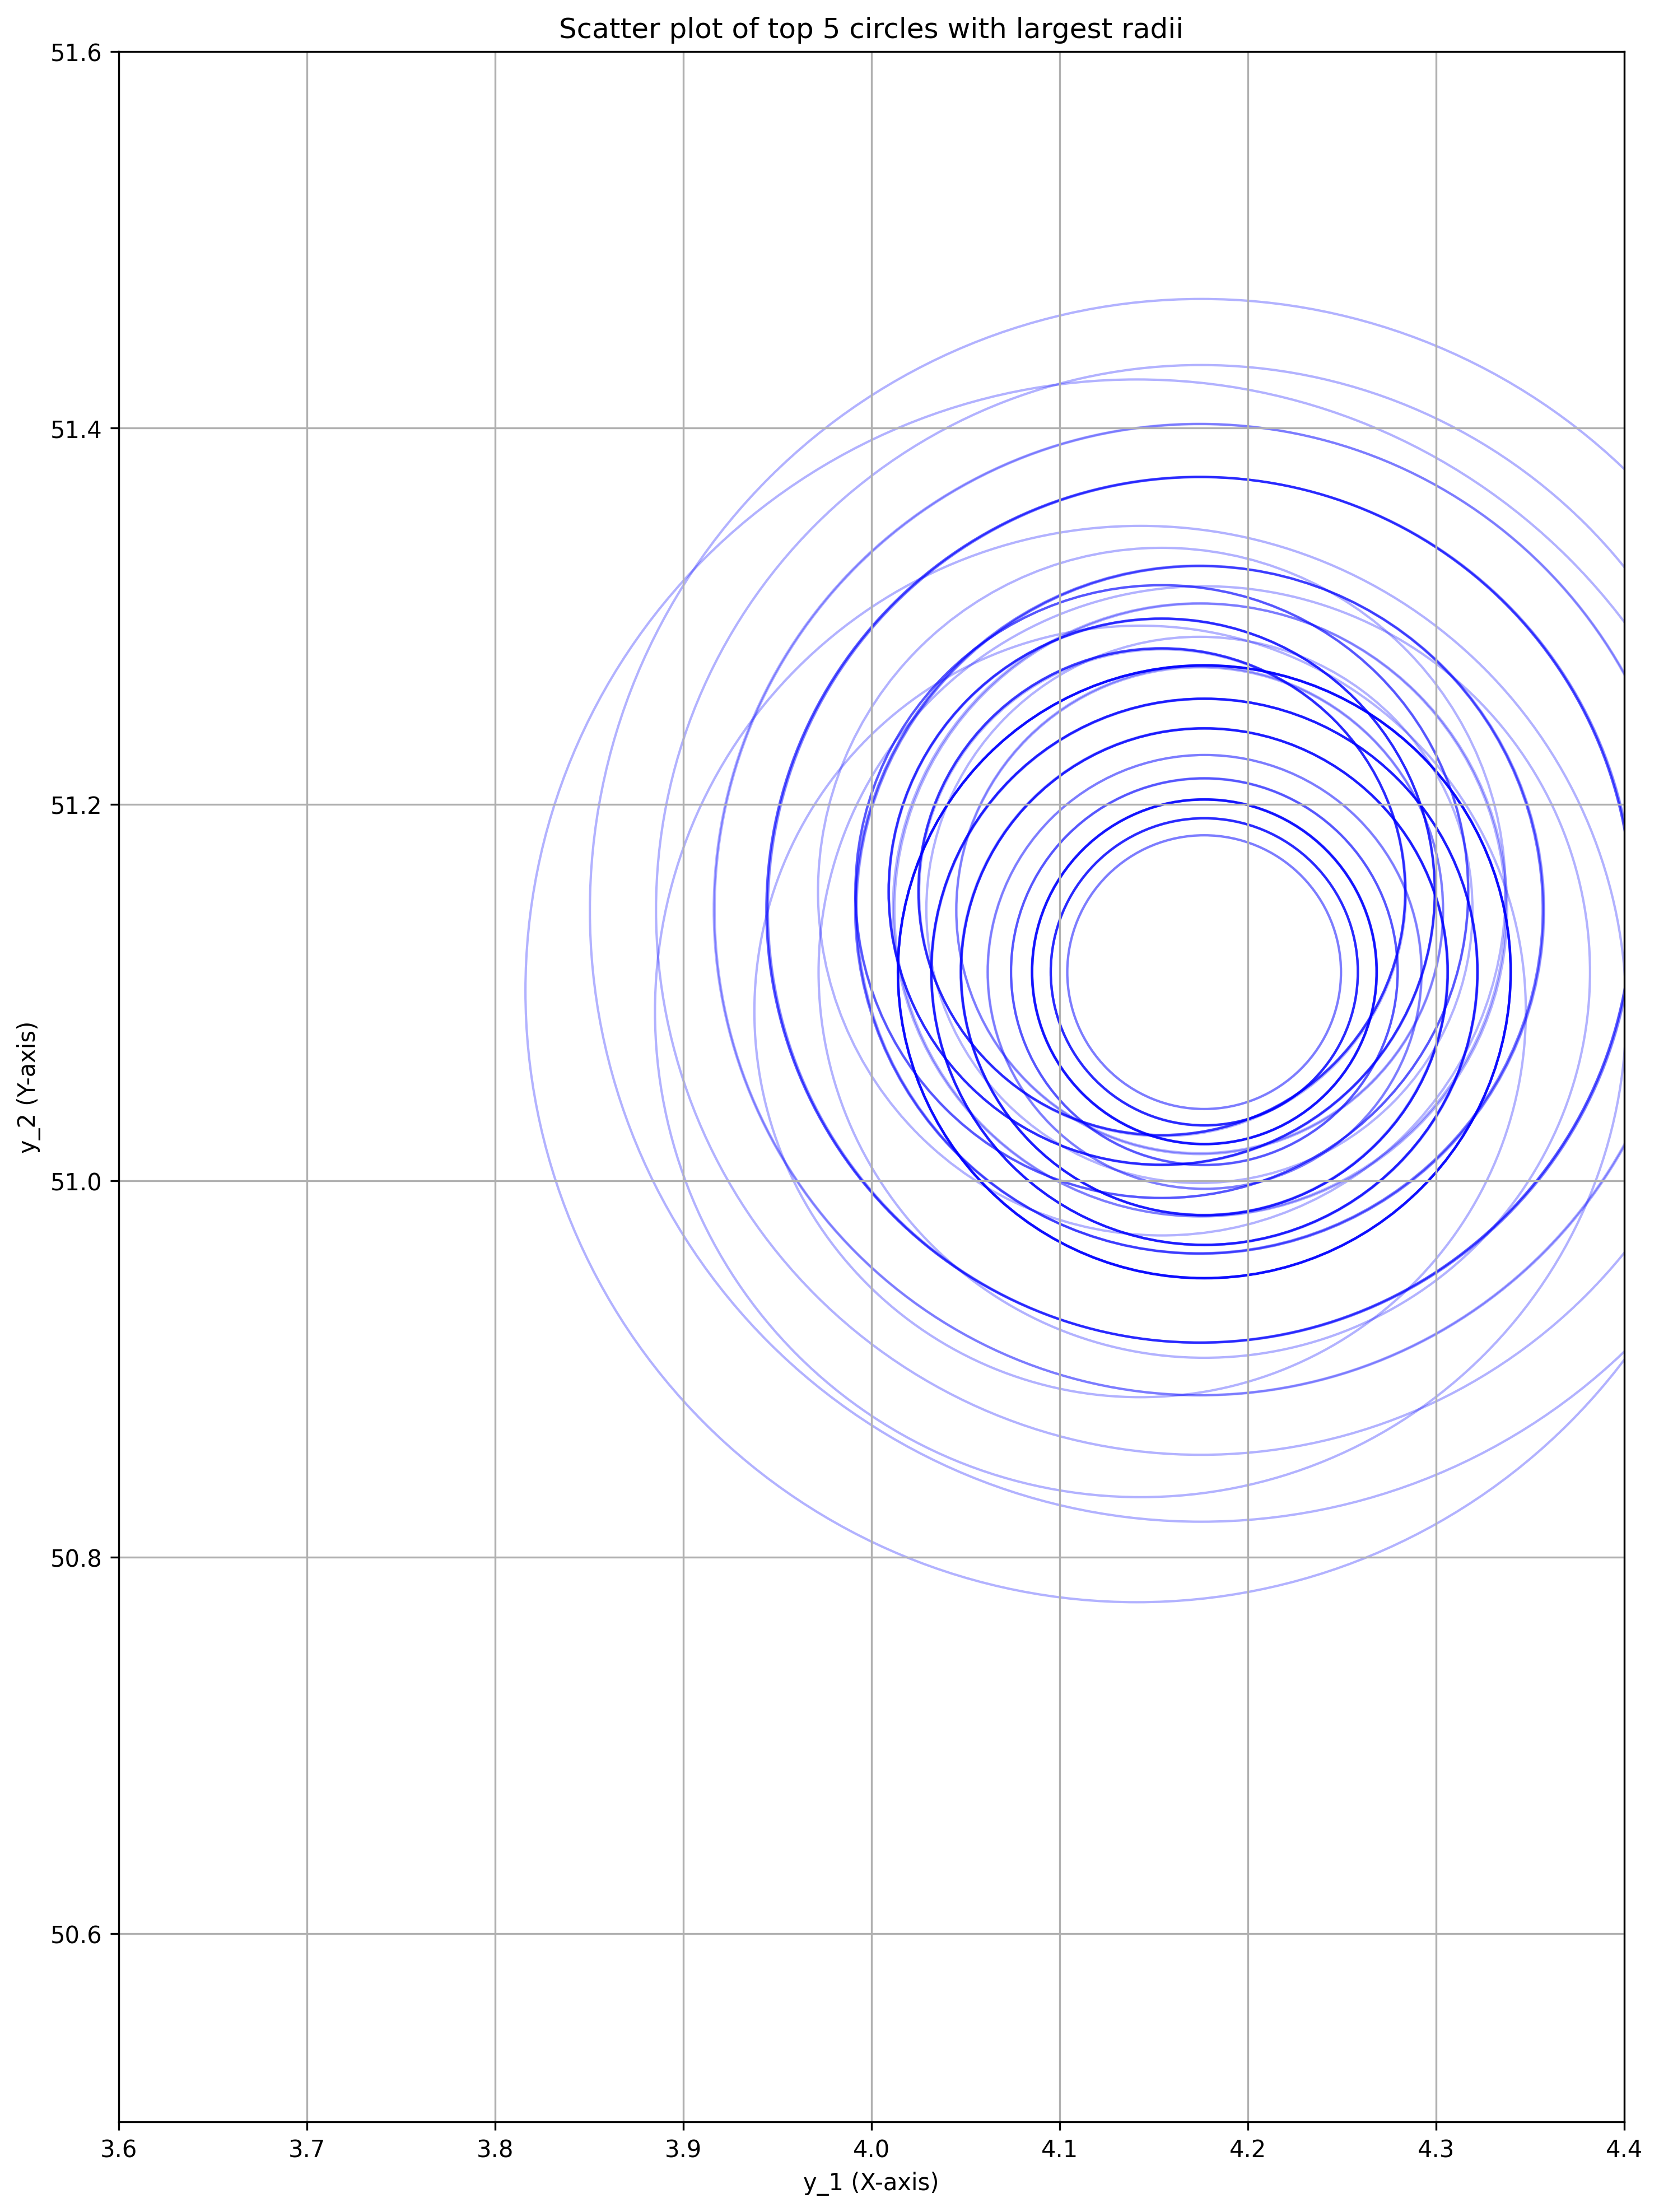 Scatter plot of top 5 circles with largest radii
51.6
51.4
51.2
51.0
50.8
50.6
y_2 (Y-axis)
3.6 3.7 3.8 3.9 4.0 4.1 4.2 4.3 4.4
y_1 (X-axis)